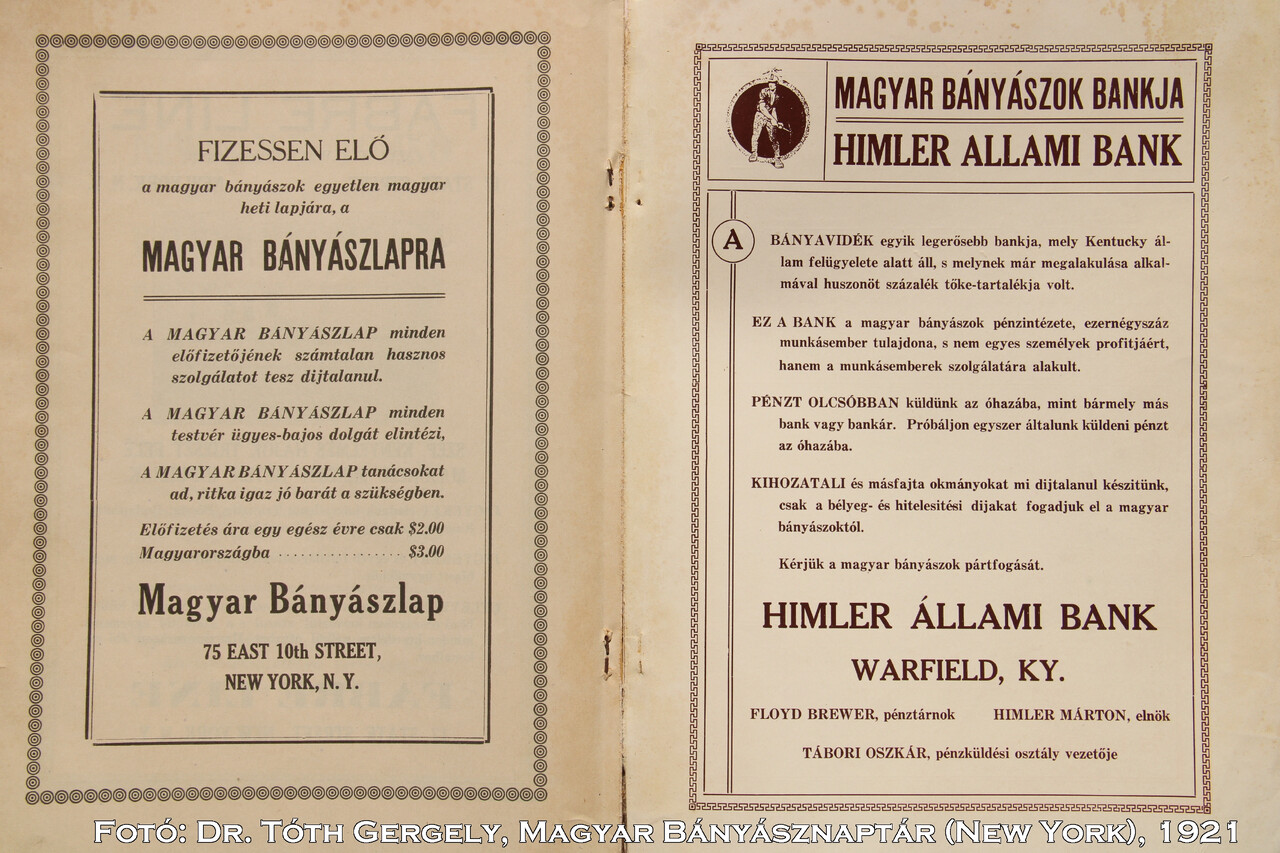 FIZESSEN ELŐ
a magyar bányászok egyetlen magyar
heti lapjára, a
MAGYAR BÁNYÁSZLAPRA
A MAGYAR BÁNYÁSZLAP minden
előfizetőjének számtalan hasznos
szolgálatot tesz dijtalanul.
A MAGYAR BÁNYÁSZLAP minden
testvér ügyes-bajos dolgát elintézi,
A MAGYAR BÁNYÁSZLAP tanácsokat
ad, ritka igaz jó barát a szükségben.
Előfizetés ára egy egész évre csak $2.00
Magyarországba ................. $3.00
Magyar Bányászlap
75 EAST 10th STREET,
NEW YORK, N. Y.
MAGYAR BÁNYÁSZOK BANKJA
HIMLER ALLAMI BANK
A BÁNYAVIDÉK egyik legerősebb bankja, mely Kentucky ál-
lam felügyelete alatt áll, s melynek már megalakulása alkal-
mával huszonöt százalék tőke-tartalékja volt.
EZ A BANK a magyar bányászok pénzintézete, ezernégyszáz
munkásember tulajdona, s nem egyes személyek profitjáért,
hanem a munkásemberek szolgálatára alakult.
PÉNZT OLCSÓBBAN küldünk az óhazába, mint bármely más
bank vagy bankár. Próbáljon egyszer általunk küldeni pénzt
az óhazába.
KIHOZATALI és másfajta okmányokat mi dijtalanul készitünk,
csak a bélyeg- és hitelesitési dijakat fogadjuk el a magyar
bányászoktól.
Kérjük a magyar bányászok pártfogását.
HIMLER ÁLLAMI BANK
WARFIELD, KY.
FLOYD BREWER, pénztárnok HIMLER MÁRTON, elnök
TÁBORI OSZKÁR, pénzküldési osztály vezetője
Fotó: Dr. Tóth Gergely, Magyar Bányásznaptár (New York), 1921